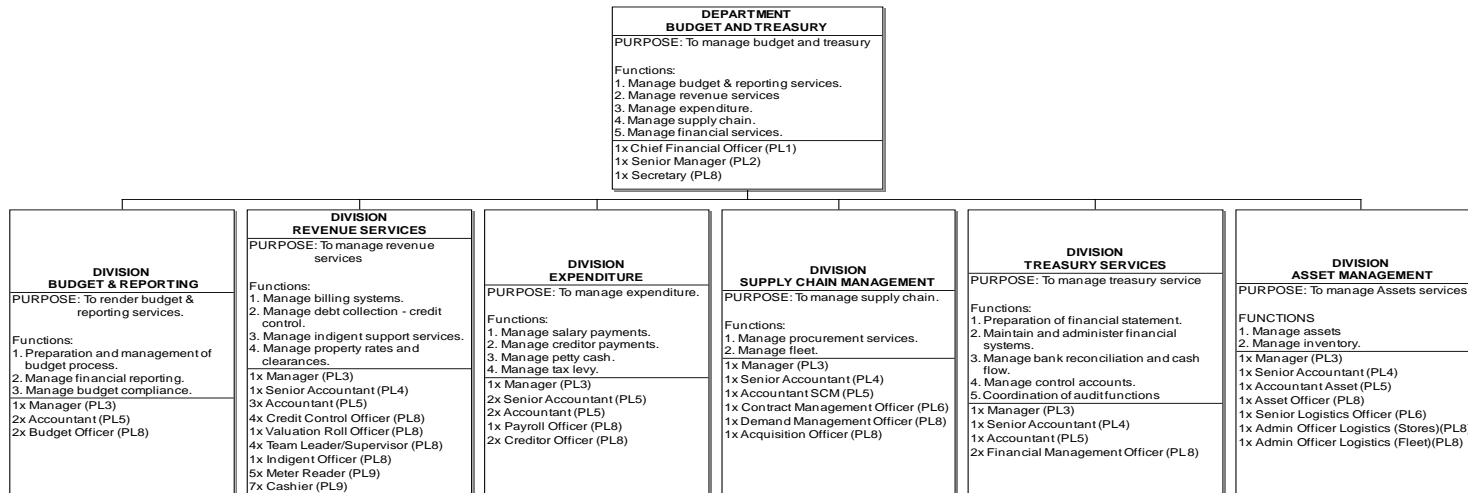 DEPARTMENT
BUDGET AND TREASURY
PURPOSE: To manage budget and treasury
Functions:
1. Manage budget & reporting services.
2. Manage revenue services
3. Manage expenditure.
4. Manage supply chain.
5. Manage financial services.
1x Chief Financial Officer (PL1)
1x Senior Manager (PL2)
1x Secretary (PL8)
DIVISION
BUDGET & REPORTING
PURPOSE: To render budget &
reporting services.
Functions:
1. Preparation and management of
budget process.
2. Manage financial reporting.
3. Manage budget compliance.
1x Manager (PL3)
2x Accountant (PL5)
2x Budget Officer (PL8)
DIVISION
REVENUE SERVICES
PURPOSE: To manage revenue
services
Functions:
1. Manage billing systems.
2. Manage debt collection - credit
control.
3. Manage indigent support services.
4. Manage property rates and
clearances.
1x Manager (PL3)
1x Senior Accountant (PL4)
3x Accountant (PL5)
4x Credit Control Officer (PL8)
1x Valuation Roll Officer (PL8)
4x Team Leader/Supervisor (PL8)
1x Indigent Officer (PL8)
5x Meter Reader (PL9)
7x Cashier (PL9)
DIVISION
EXPENDITURE
PURPOSE: To manage expenditure.
Functions:
1. Manage salary payments.
2. Manage creditor payments.
3. Manage petty cash.
4. Manage tax levy.
1x Manager (PL3)
2x Senior Accountant (PL5)
2x Accountant (PL5)
1x Payroll Officer (PL8)
2x Creditor Officer (PL8)
DIVISION
SUPPLY CHAIN MANAGEMENT
PURPOSE: To manage supply chain.
Functions:
1. Manage procurement services.
2. Manage fleet.
1x Manager (PL3)
1x Senior Accountant (PL4)
1x Accountant SCM (PL5)
1x Contract Management Officer (PL6)
1x Demand Management Officer (PL8)
1x Acquisition Officer (PL8)
DIVISION
TREASURY SERVICES
PURPOSE: To manage treasury service
Functions:
1. Preparation of financial statement.
2. Maintain and administer financial
systems.
3. Manage bank reconciliation and cash
flow.
4. Manage control accounts.
5. Coordination of audit functions
1x Manager (PL3)
1x Senior Accountant (PL4)
1x Accountant (PL5)
2x Financial Management Officer (PL8)
DIVISION
ASSET MANAGEMENT
PURPOSE: To manage Assets services
FUNCTIONS
1. Manage assets
2. Manage inventory.
1x Manager (PL3)
1x Senior Accountant (PL4)
1x Accountant Asset (PL5)
1x Asset Officer (PL8)
1x Senior Logistics Officer (PL6)
1x Admin Officer Logistics (Stores)(PL8)
1x Admin Officer Logistics (Fleet)(PL8)